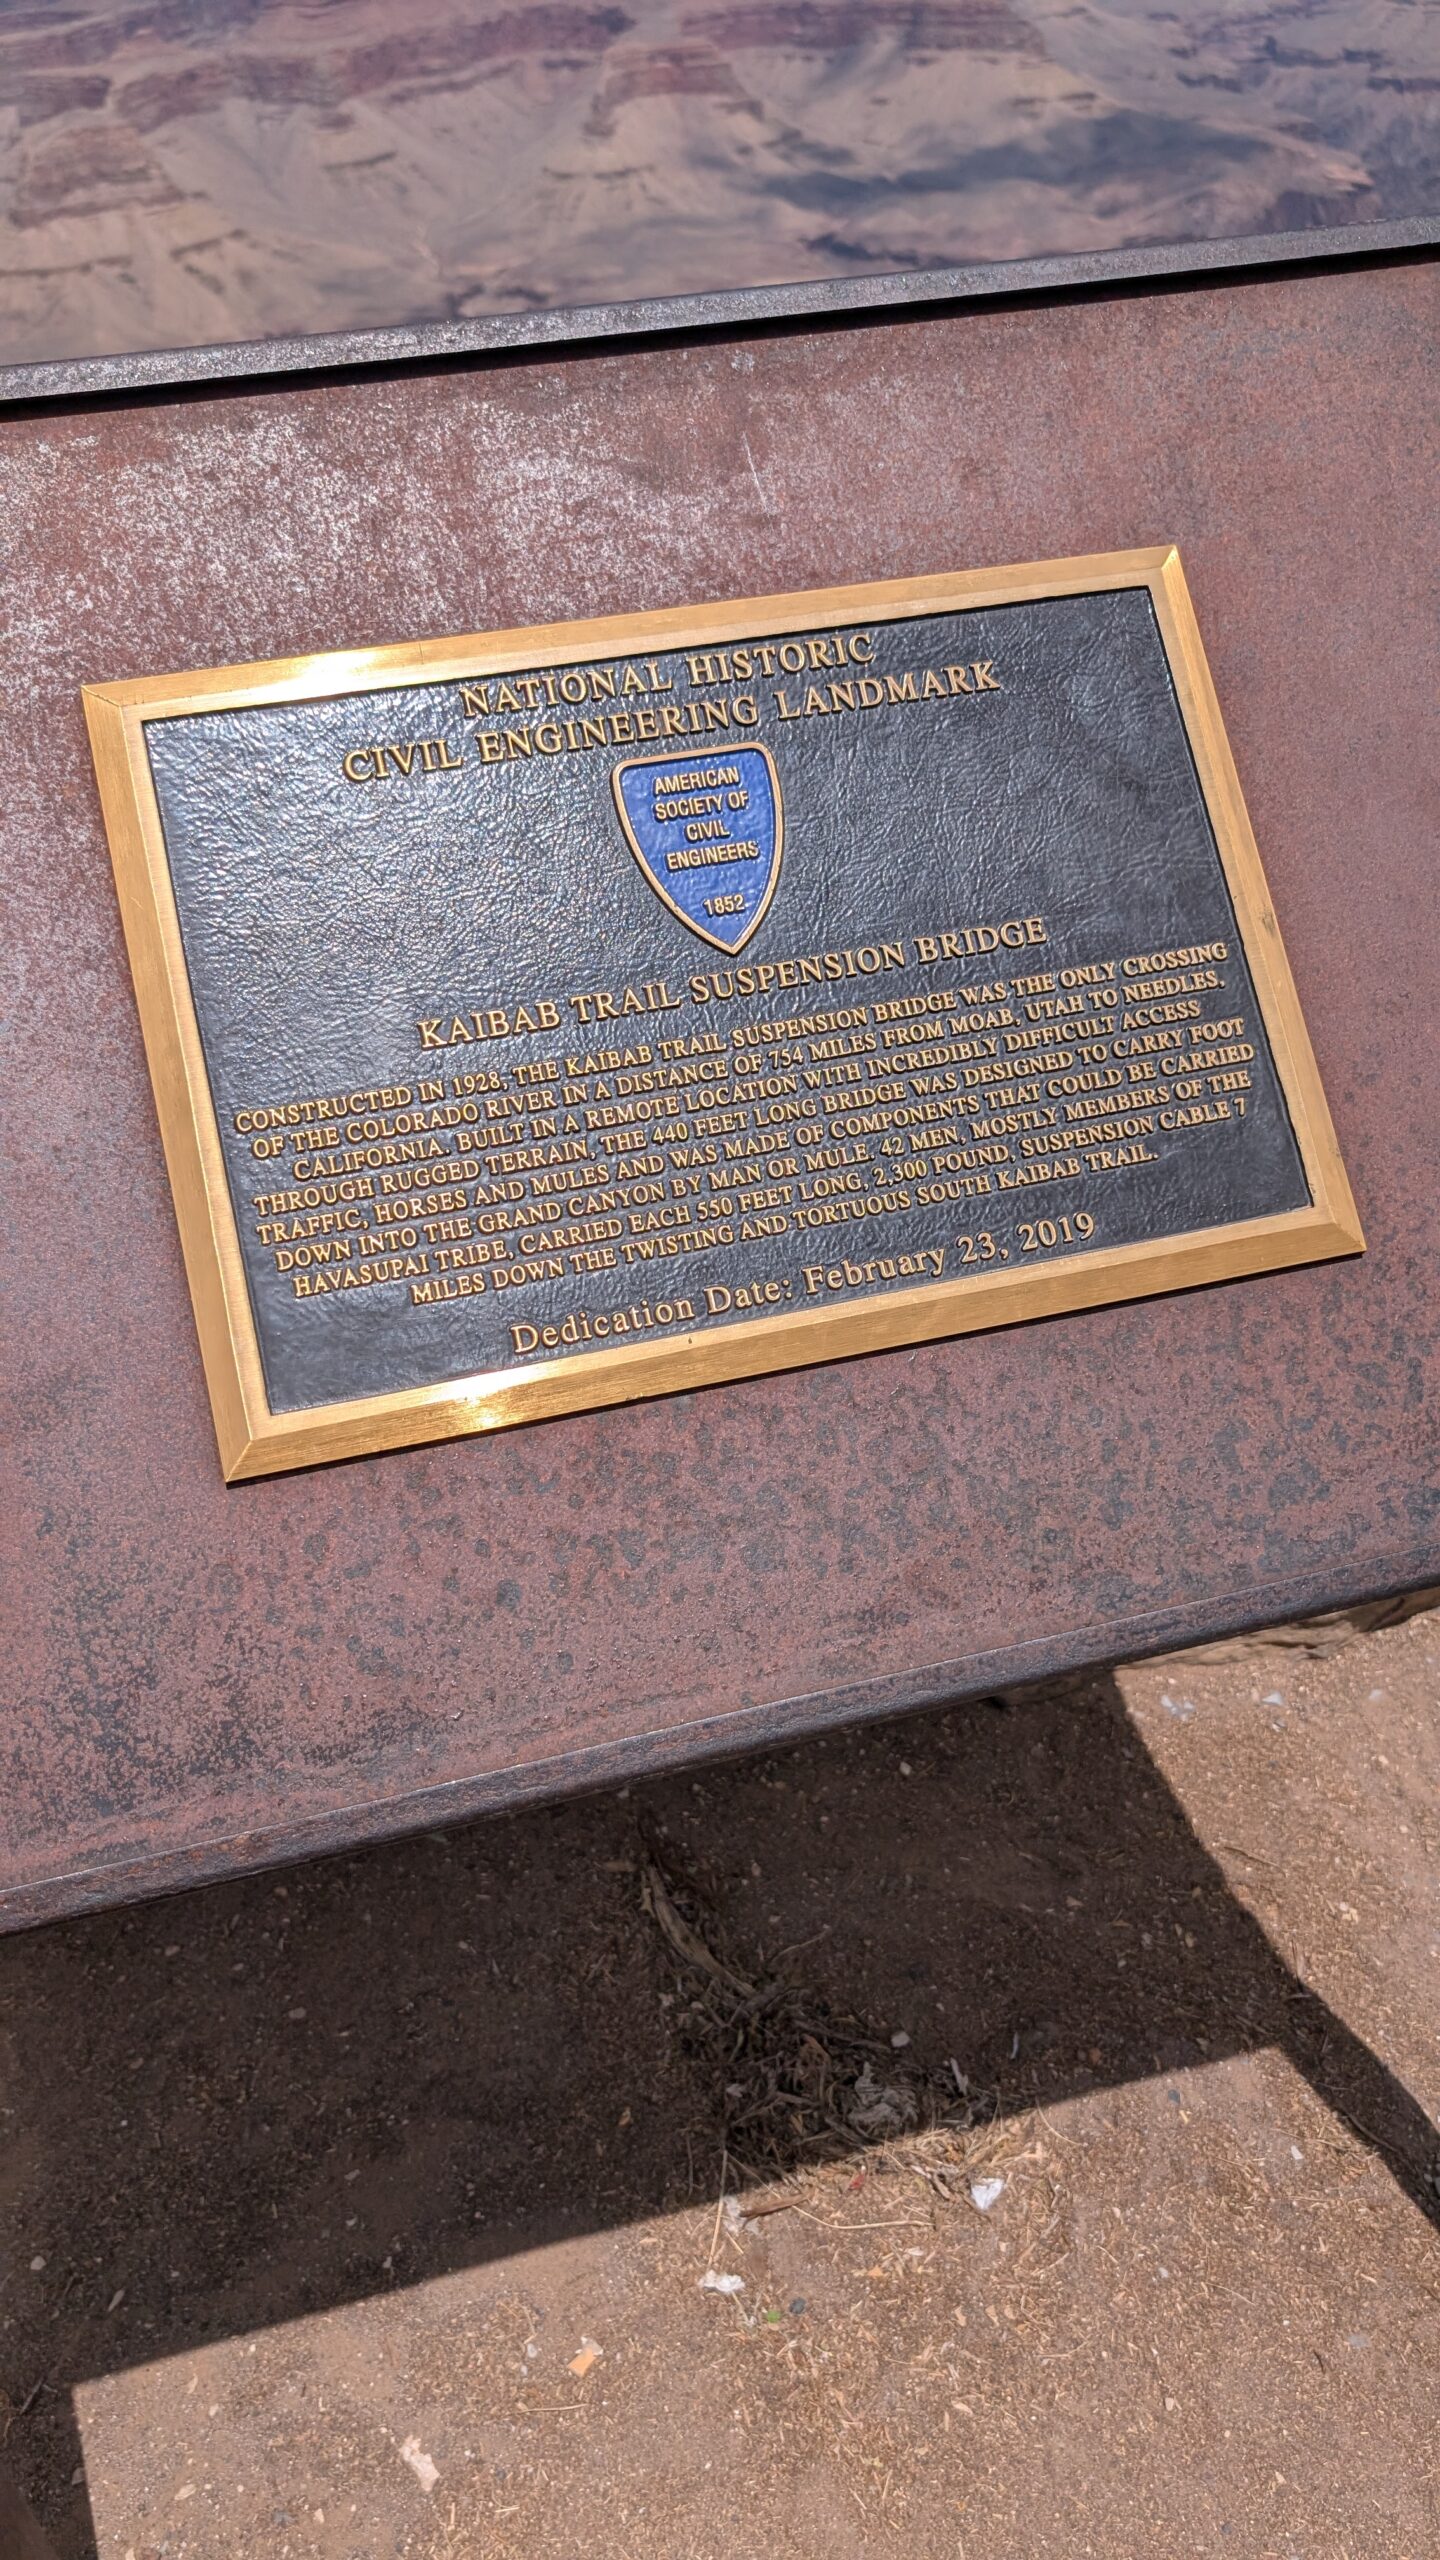 NATIONAL HISTORIC
CIVIL ENGINEERING LANDMARK
AMERICAN
SOCIETY OF
CIVIL
ENGINEERS
1852
KAIBAB TRAIL SUSPENSION BRIDGE
CONSTRUCTED IN 1928, THE KAIBAB TRAIL SUSPENSION BRIDGE WAS THE ONLY CROSSING
OF THE COLORADO RIVER IN A DISTANCE OF 754 MILES FROM MOAB, UTAH TO NEEDLES,
CALIFORNIA. BUILT IN A REMOTE LOCATION WITH INCREDIBLY DIFFICULT ACCESS
THROUGH RUGGED TERRAIN, THE 440 FEET LONG BRIDGE WAS DESIGNED TO CARRY FOOT
TRAFFIC, HORSES AND MULES AND WAS MADE OF COMPONENTS THAT COULD BE CARRIED
DOWN INTO THE GRAND CANYON BY MAN OR MULE. 42 MEN, MOSTLY MEMBERS OF THE
HAVASUPAI TRIBE, CARRIED EACH 550 FEET LONG, 2,300 POUND, SUSPENSION CABLE 7
MILES DOWN THE TWISTING AND TORTUOUS SOUTH KAIBAB TRAIL.
Dedication Date: February 23, 2019